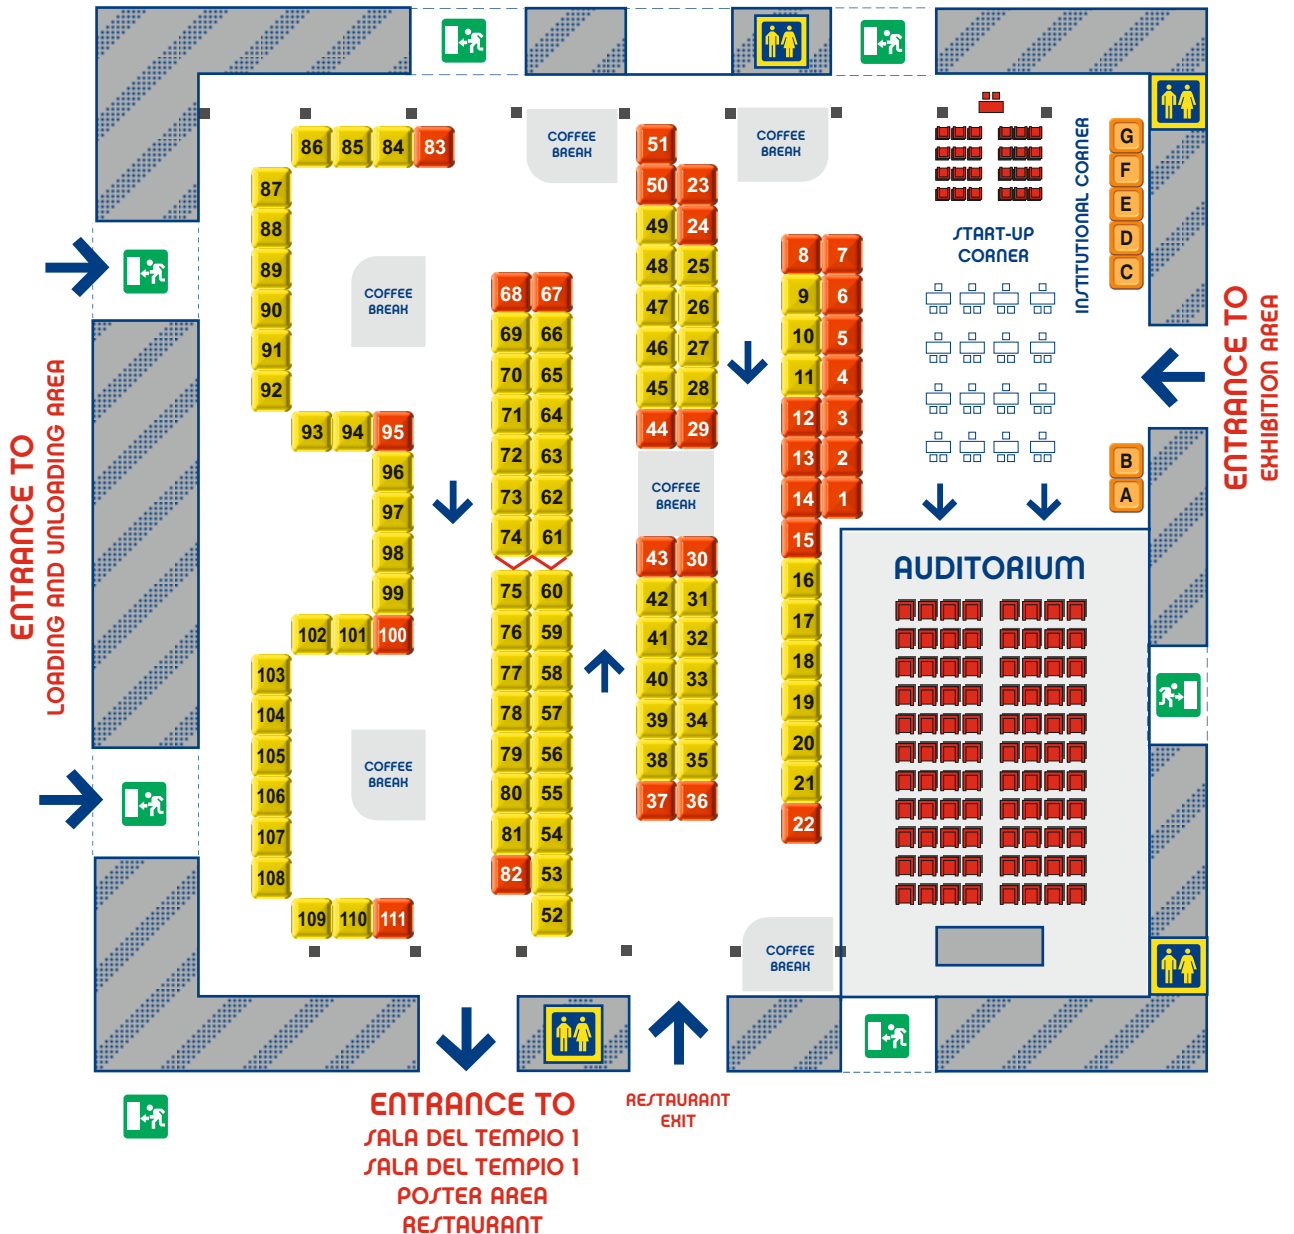 COFFEE
BREAK
COFFEE
BREAK
86 85 84 83
87
88
89
90
91
92
93 94 95
96
97
98
99
102 101 100
103
104
105
106
107
108
109 110 111
COFFEE
BREAK
COFFEE
BREAK
68 67
69 66
70 65
71 64
72 63
73 62
74 61
75 60
76 59
77 58
78 57
79 56
80 55
81 54
82 53
52
51
50 23
49 24
48 25
47 26
46 27
45 28
44 29
COFFEE
BREAK
43 30
42 31
41 32
40 33
39 34
38 35
37 36
8 7
9 6
10 5
11 4
12 3
13 2
14 1
15
16
17
18
19
20
21
22
COFFEE
BREAK
START-UP
CORNER
INSTITUTIONAL CORNER
G
F
E
D
C
B
A
AUDITORIUM
ENTRANCE TO
EXHIBITION AREA
ENTRANCE TO
LOADING AND UNLOADING AREA
ENTRANCE TO
SALA DEL TEMPIO 1
SALA DEL TEMPIO 1
POSTER AREA
RESTAURANT
RESTAURANT
EXIT